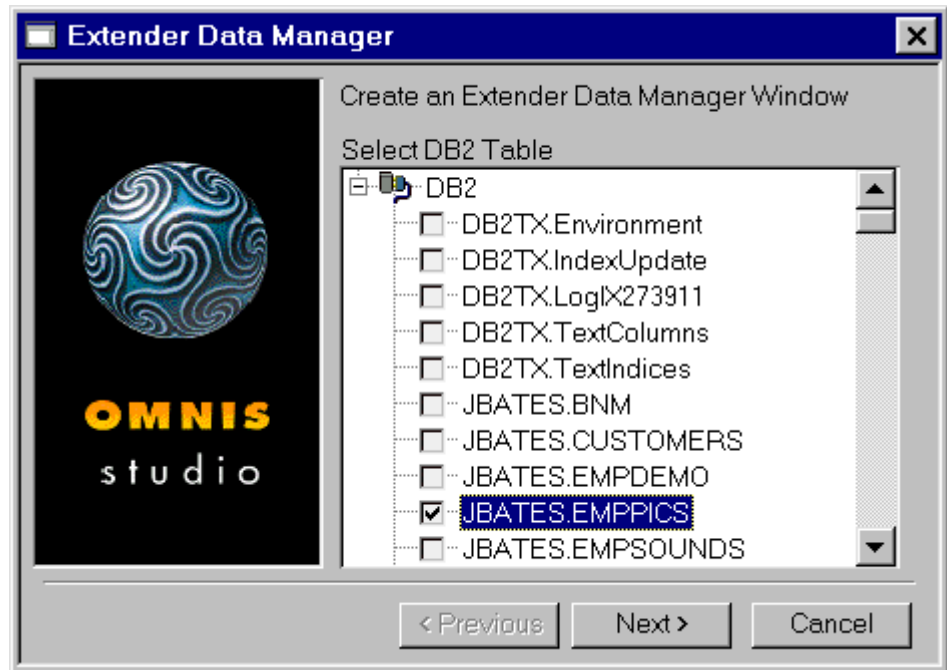 Extender Data Manager
Create an Extender Data Manager Window
Select DB2 Table
DB2
DB2TX.Environment
DB2TX.IndexUpdate
DB2TX.LogIX273911
DB2TX.TextColumns
DB2TX.TextIndices
JBATES.BNM
JBATES.CUSTOMERS
JBATES.EMPDEMO
JBATES.EMPPICS
JBATES.EMPSOUNDS
OMNIS
studio
< Previous
Next >
Cancel